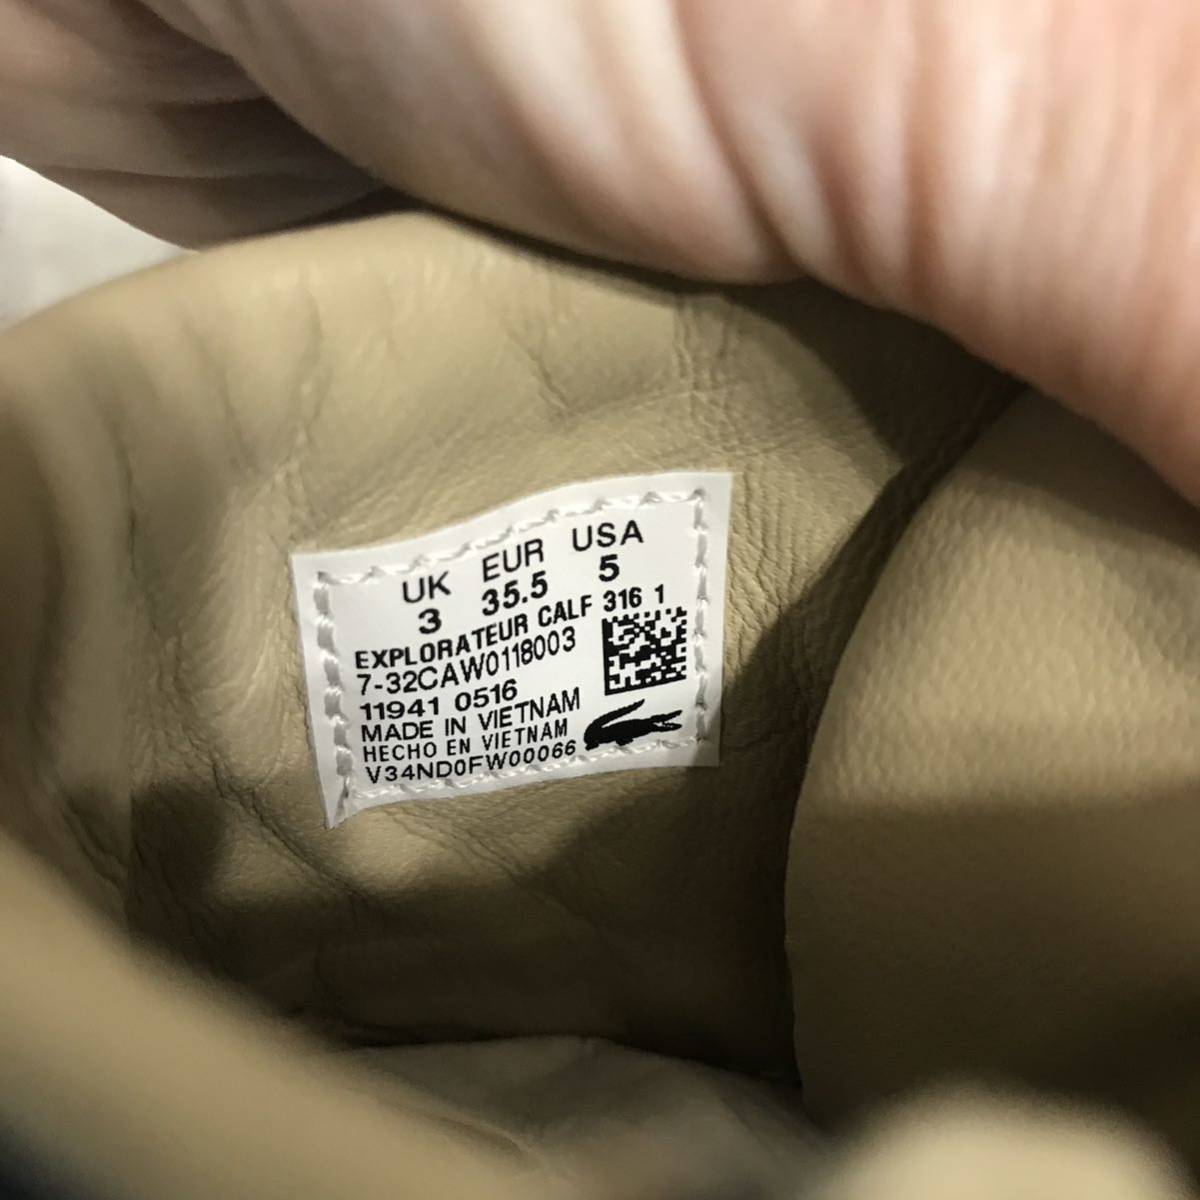 UK EUR USA
3 35.5 5
EXPLORATEUR CALF 316 1
7-32CAW0118003
11941 0516
MADE IN VIETNAM
HECHO EN VIETNAM
V34ND0FW00066